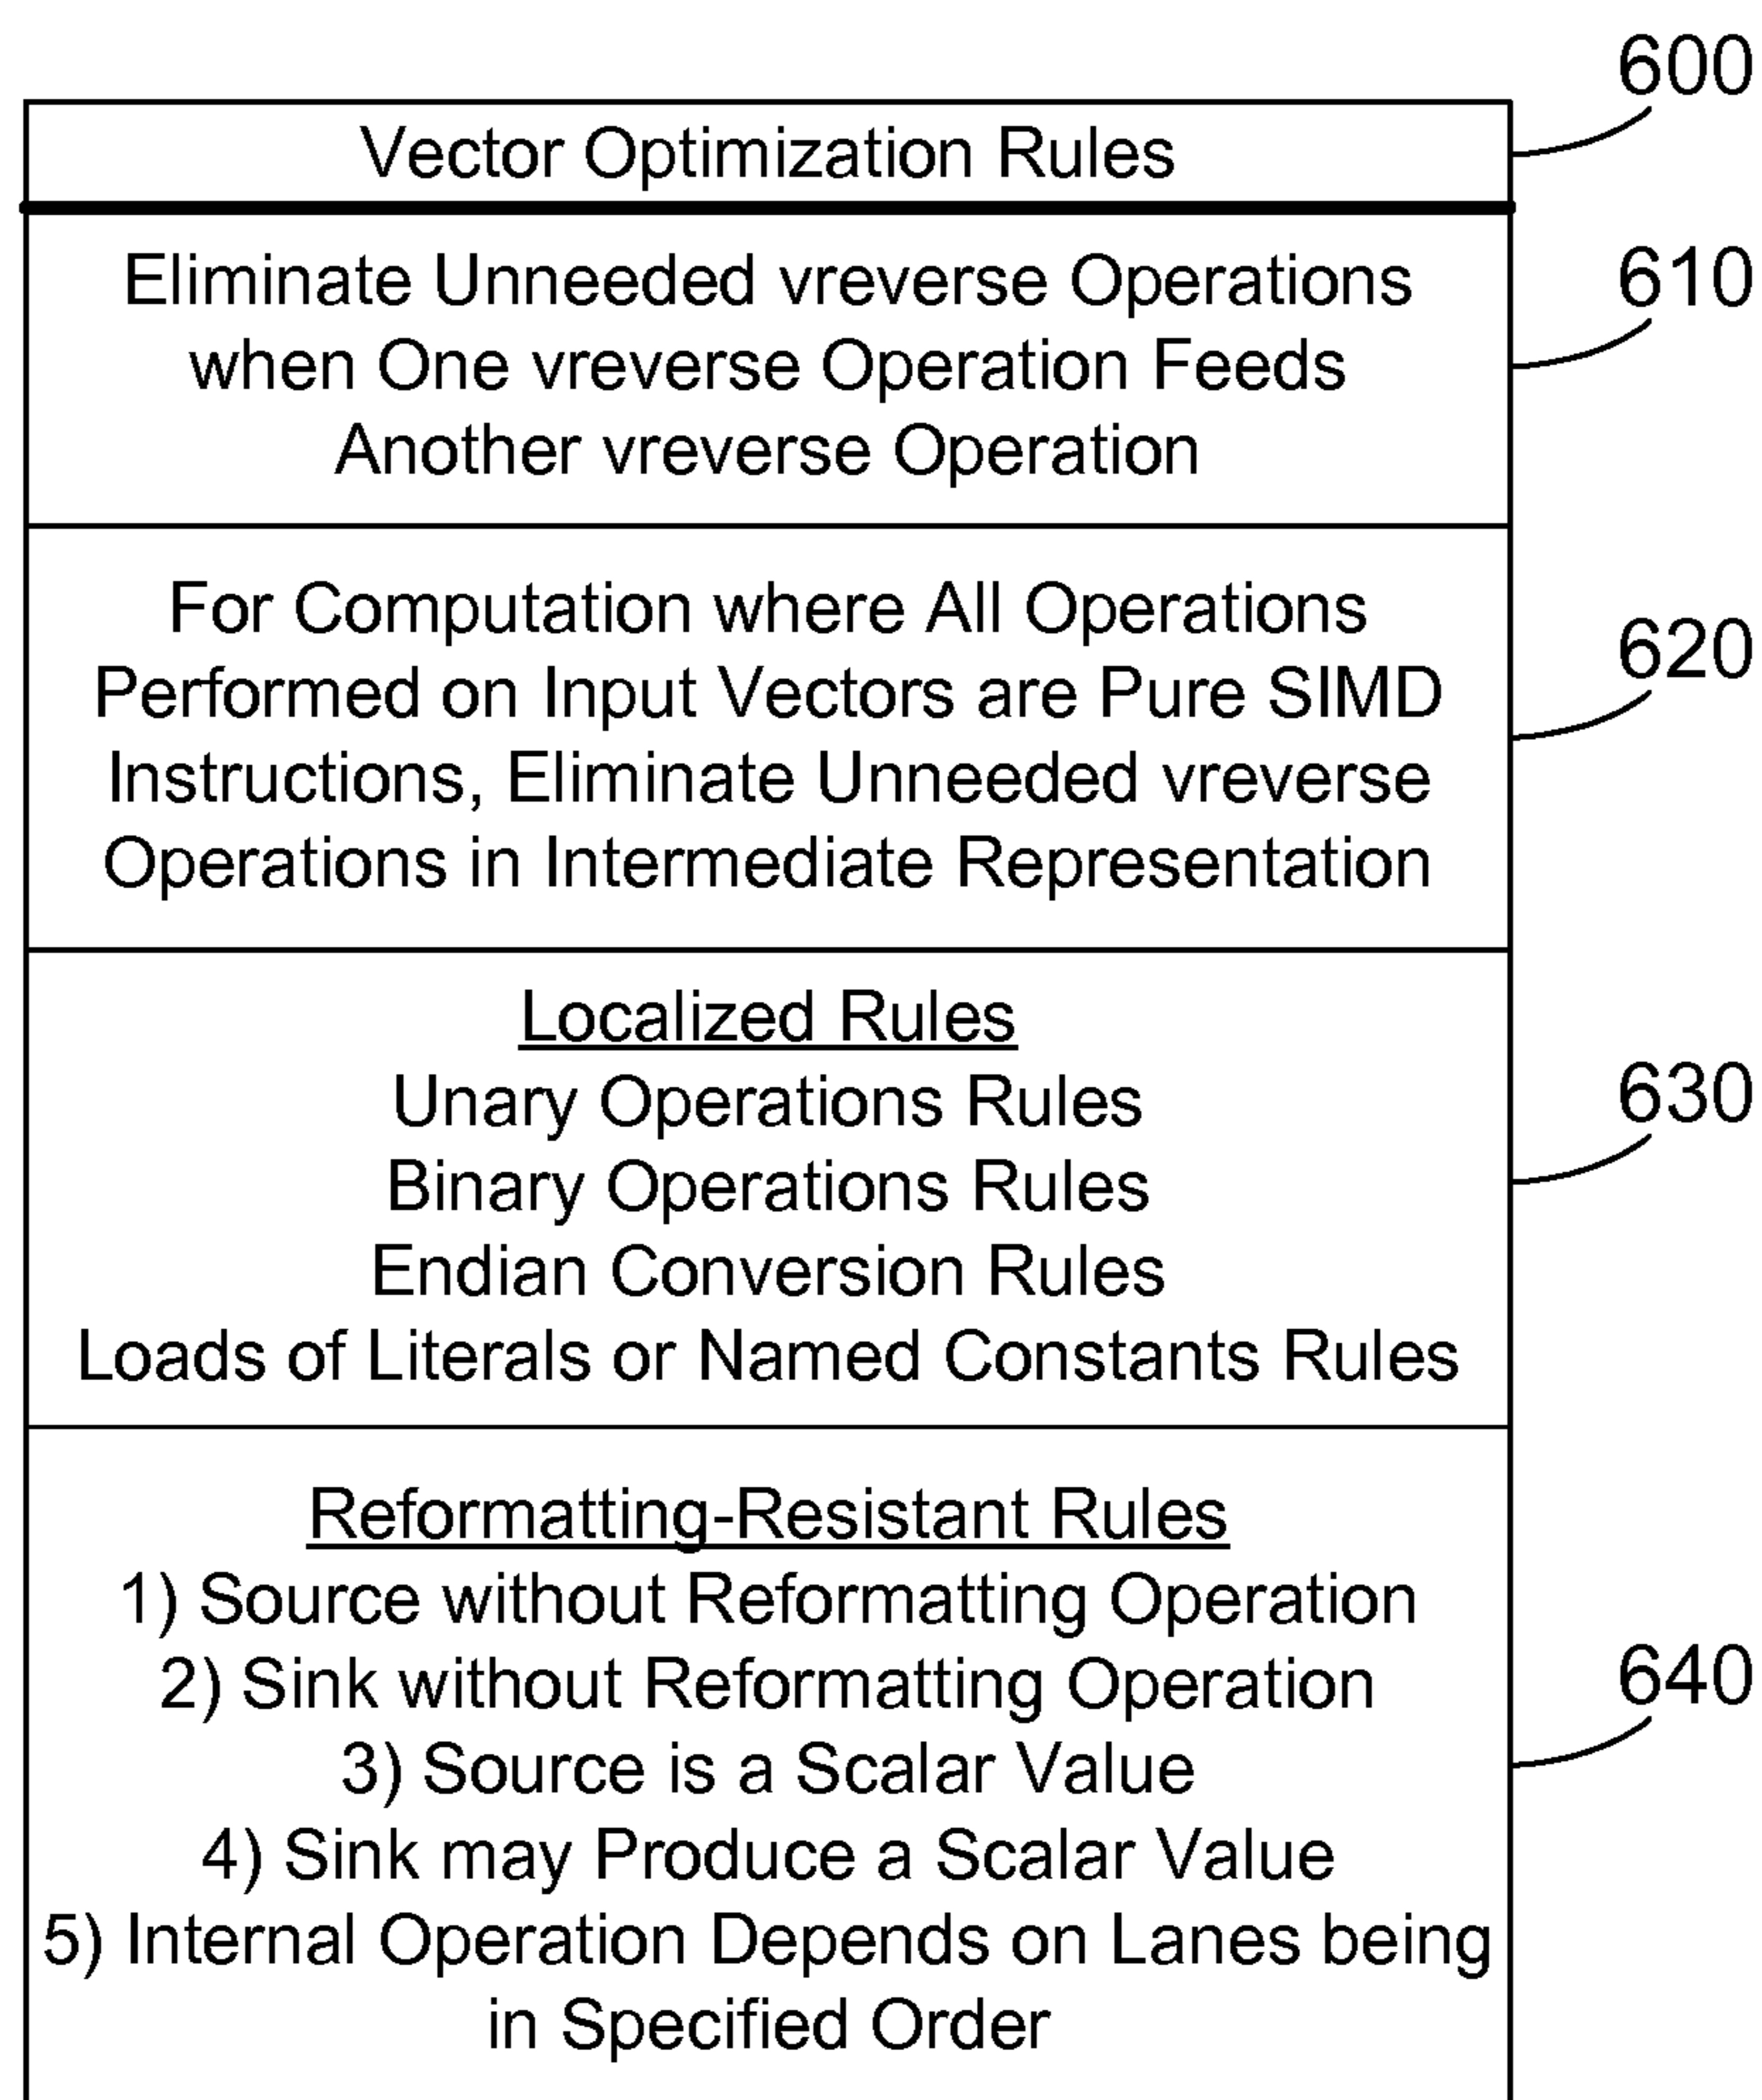 600
Vector Optimization Rules
Eliminate Unneeded vreverse Operations
when One vreverse Operation Feeds
Another vreverse Operation
610
For Computation where All Operations
Performed on Input Vectors are Pure SIMD
Instructions, Eliminate Unneeded vreverse
Operations in Intermediate Representation
620
Localized Rules
Unary Operations Rules
Binary Operations Rules
Endian Conversion Rules
Loads of Literals or Named Constants Rules
630
Reformatting-Resistant Rules
1) Source without Reformatting Operation
2) Sink without Reformatting Operation
3) Source is a Scalar Value
4) Sink may Produce a Scalar Value
5) Internal Operation Depends on Lanes being
in Specified Order
640